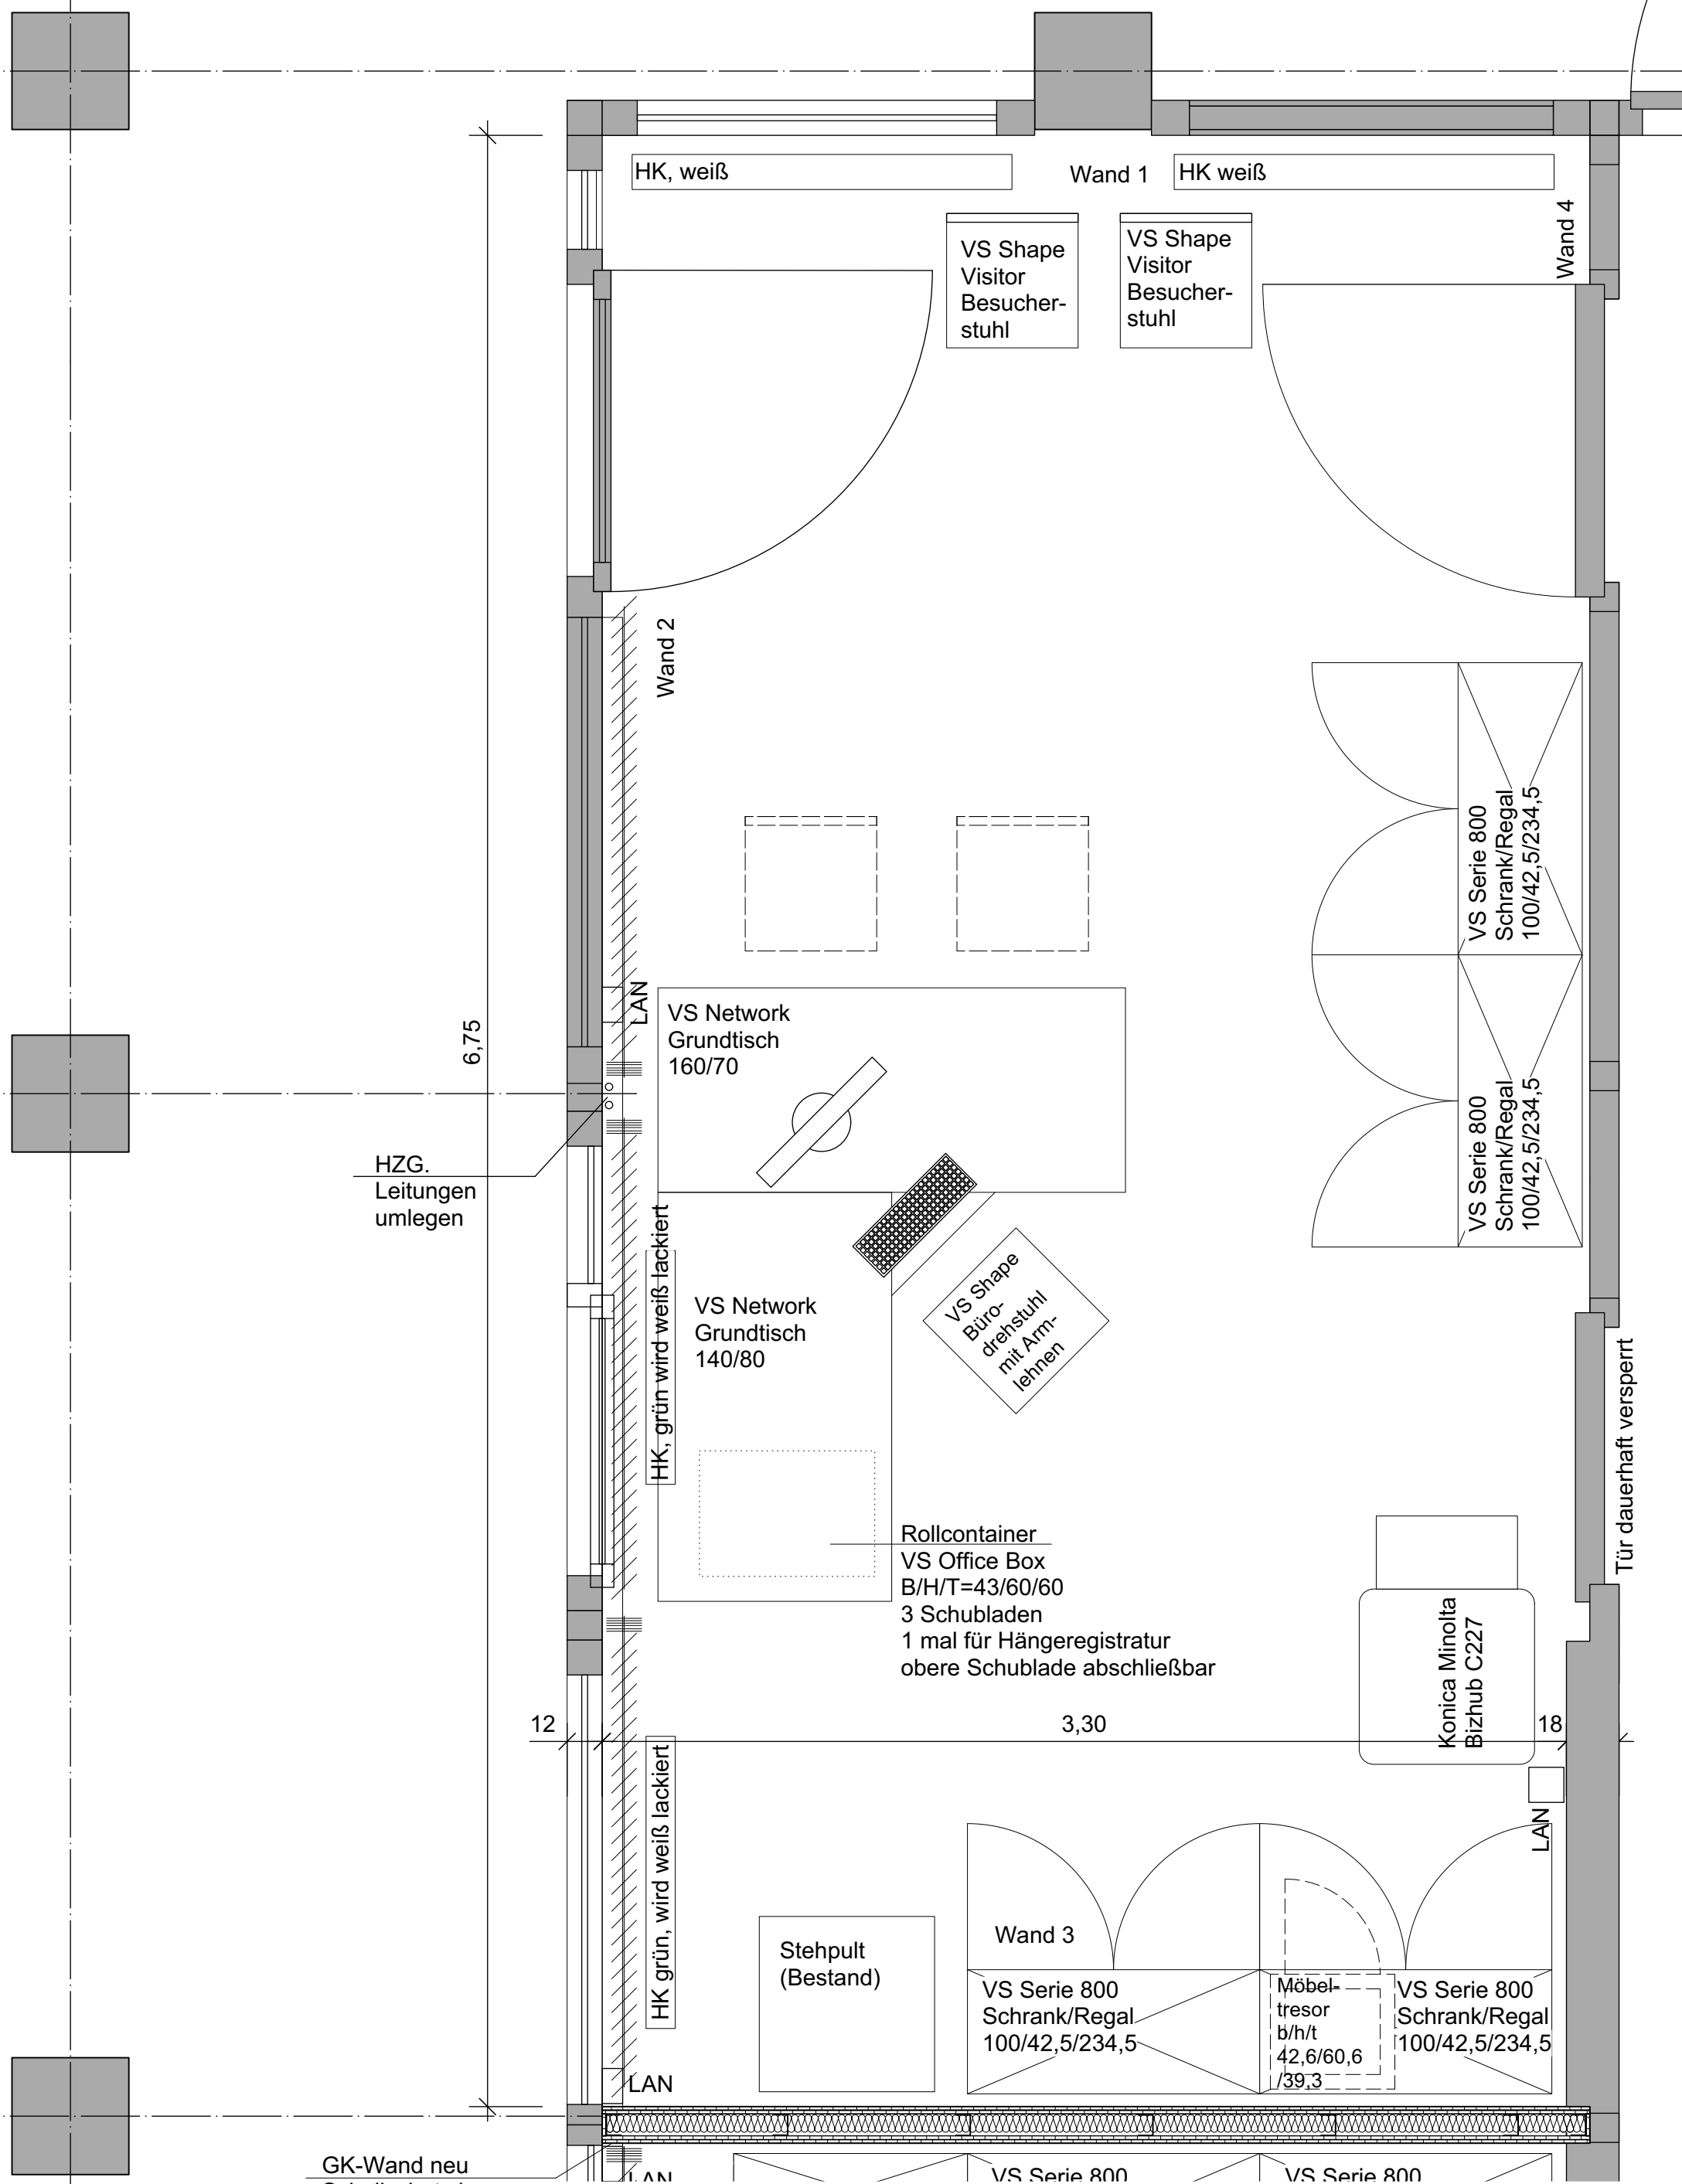 HK, weiß
Wand 1
HK weiß
Wand 4
VS Shape
Visitor
Besucher-
stuhl
VS Shape
Visitor
Besucher-
stuhl
Wand 2
VS Serie 800
Schrank/Regal
100/42,5/234,5
LAN
VS Network
Grundtisch
160/70
6,75
VS Serie 800
Schrank/Regal
100/42,5/234,5
HZG.
Leitungen
umlegen
HK, grün wird weiß lackiert
VS Network
Grundtisch
140/80
VS Shape
Büro-
drehstuhl
mit Arm-
lehnen
Tür dauerhaft versperrt
Rollcontainer
VS Office Box
B/H/T=43/60/60
3 Schubladen
1 mal für Hängeregistratur
obere Schublade abschließbar
Konica Minolta
Bizhub C227
12
3,30
18
HK grün, wird weiß lackiert
LAN
Wand 3
Stehpult
(Bestand)
VS Serie 800
Schrank/Regal
100/42,5/234,5
Möbel-
tresor
b/h/t
42,6/60,6
/39,3
VS Serie 800
Schrank/Regal
100/42,5/234,5
LAN
GK-Wand neu
LAN
VS Serie 800
VS Serie 800